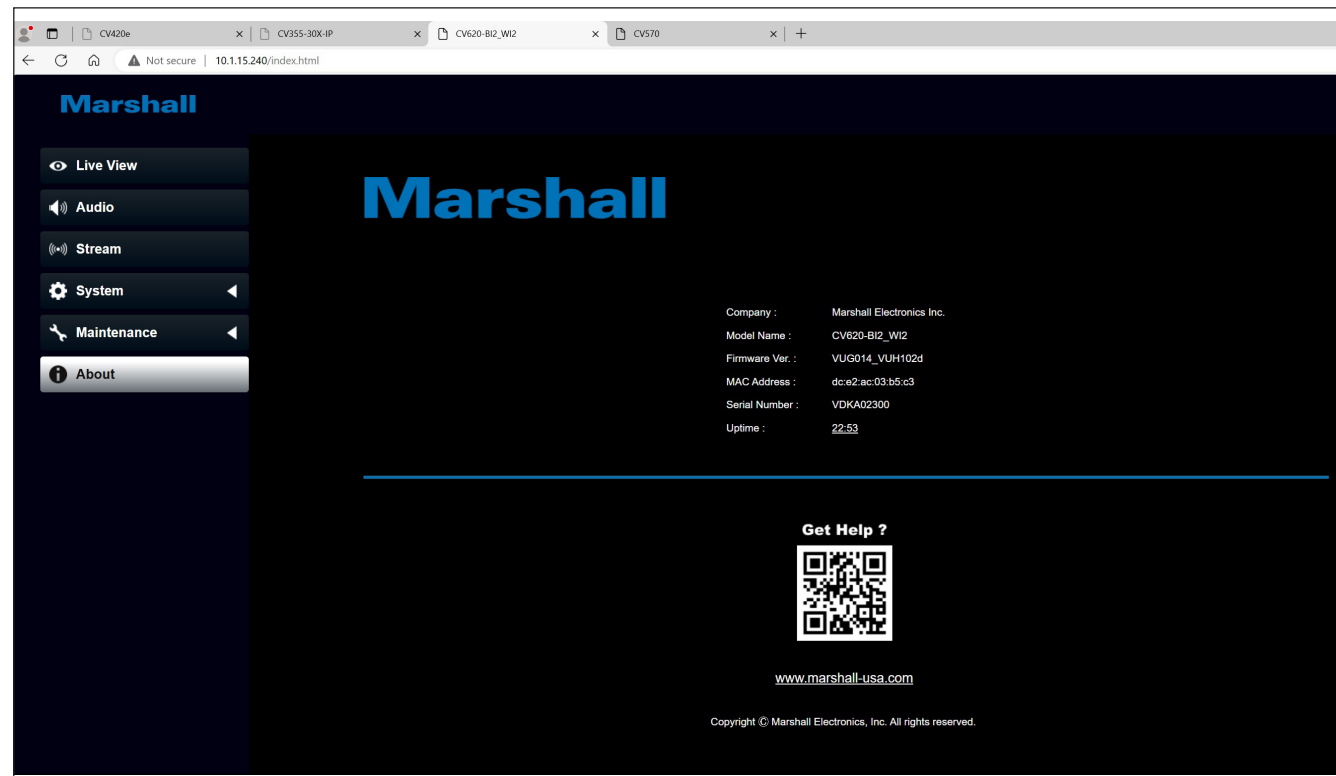 CV420e
CV355-30X-IP
CV620-BI2_WI2
CV570
Not secure
10.1.15.240/index.html
Marshall
Live View
Audio
Stream
System
Maintenance
About
Marshall
Company : Marshall Electronics Inc.
Model Name : CV620-BI2_WI2
Firmware Ver. : VUG014_VUH102d
MAC Address : dc:e2:ac:03:b5:c3
Serial Number : VDKA02300
Uptime : 22:53
Get Help ?
www.marshall-usa.com
Copyright © Marshall Electronics, Inc. All rights reserved.